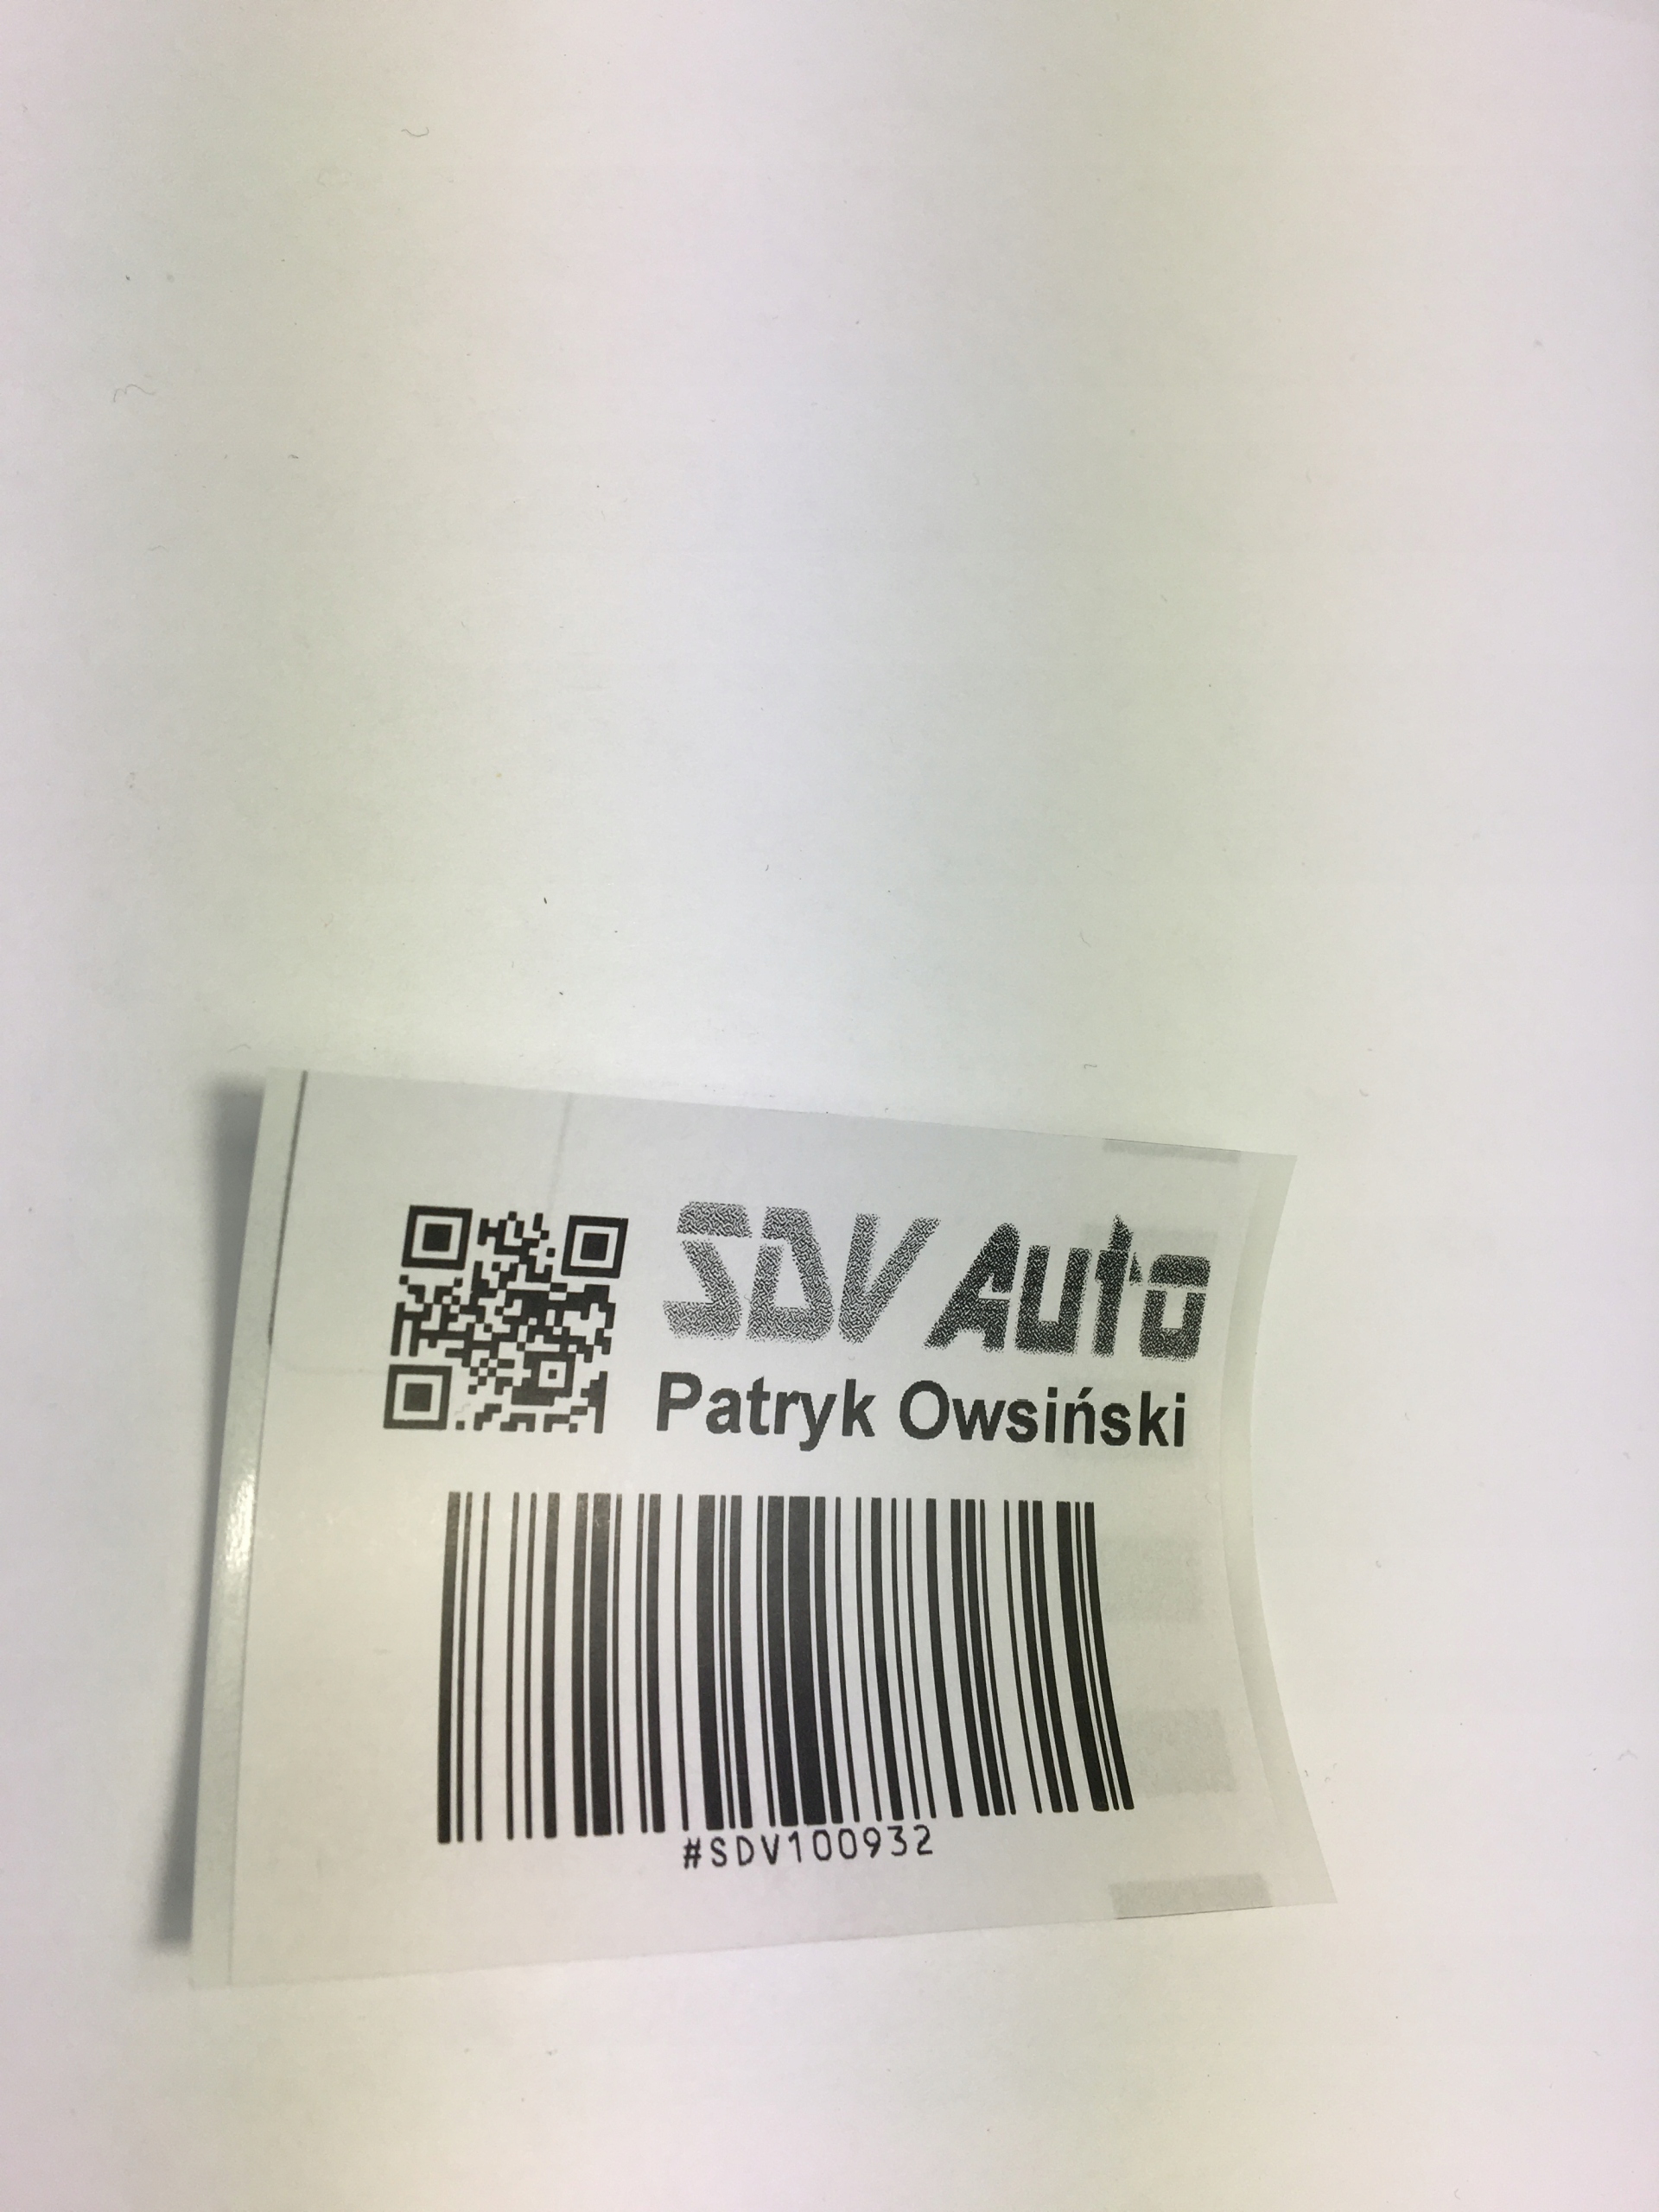 SDV Auto
Patryk Owsiński
#SDV100932